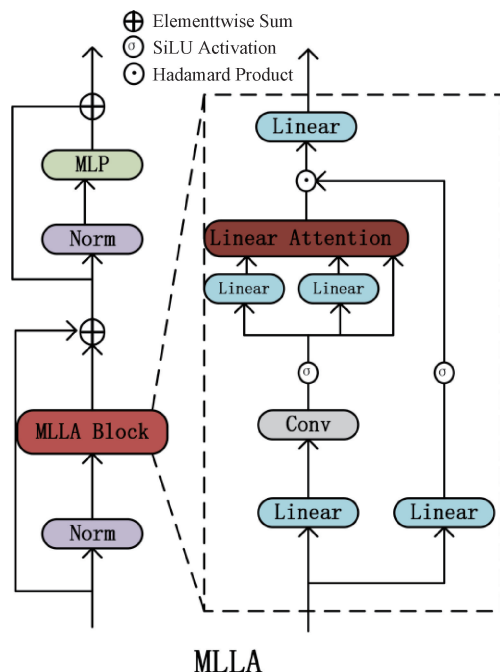 Elementtwise Sum
σ SiLU Activation
Hadamard Product
Linear
MLP
Norm
Linear Attention
Linear Linear
σ σ
MLLA Block
Conv
Norm
Linear Linear
MLLA